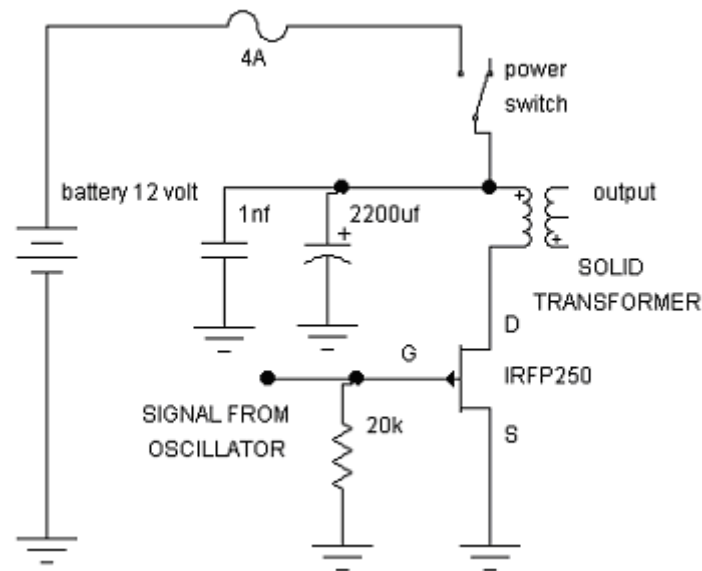 4A
power
switch
battery 12 volt
1nf
2200uf
+
+
output
+
SOLID
TRANSFORMER
D
G
IRFP250
SIGNAL FROM
OSCILLATOR
20k
S